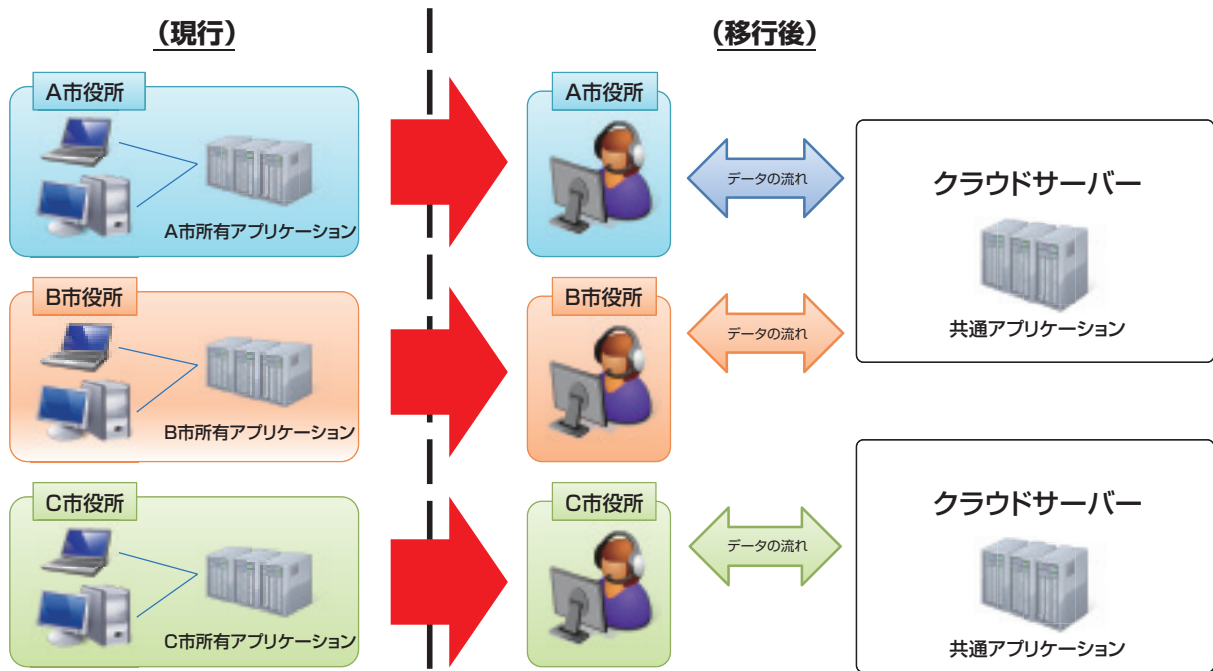 （現行）
A市役所
A市所有アプリケーション
B市役所
B市所有アプリケーション
C市役所
C市所有アプリケーション
（移行後）
A市役所
データの流れ
B市役所
データの流れ
クラウドサーバー
共通アプリケーション
C市役所
データの流れ
クラウドサーバー
共通アプリケーション